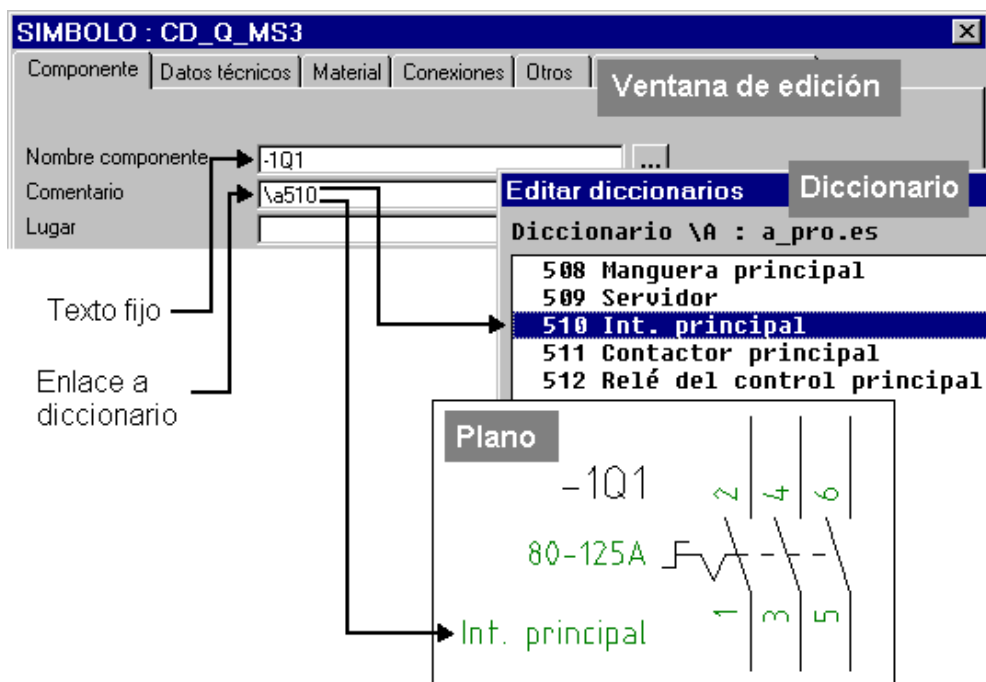 SIMBOLO : CD_Q_MS3
Componente Datos técnicos Material Conexiones Otros
Ventana de edición
Nombre componente -1Q1 ...
Comentario \a510
Lugar
Editar diccionarios
Diccionario
Diccionario \A : a_pro.es
508 Manguera principal
509 Servidor
510 Int. principal
511 Contactor principal
512 Relé del control principal
Texto fijo
Enlace a
diccionario
Plano
-1Q1
2 4 6
80-125A
1 3 5
Int. principal